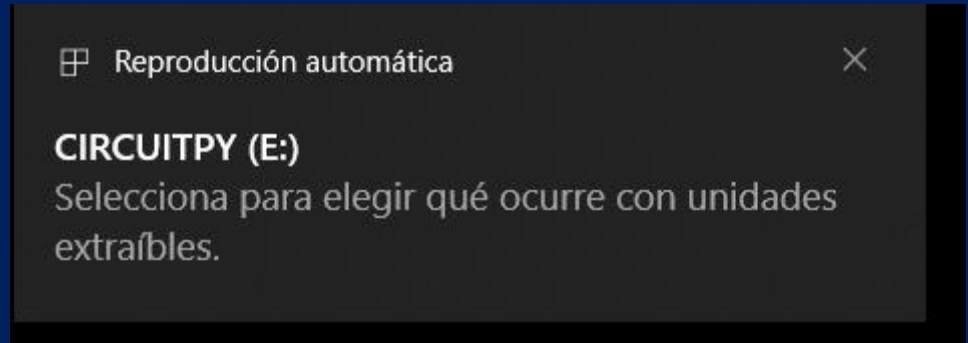 Reproducción automática
CIRCUITPY (E:)
Selecciona para elegir qué ocurre con unidades
extraíbles.